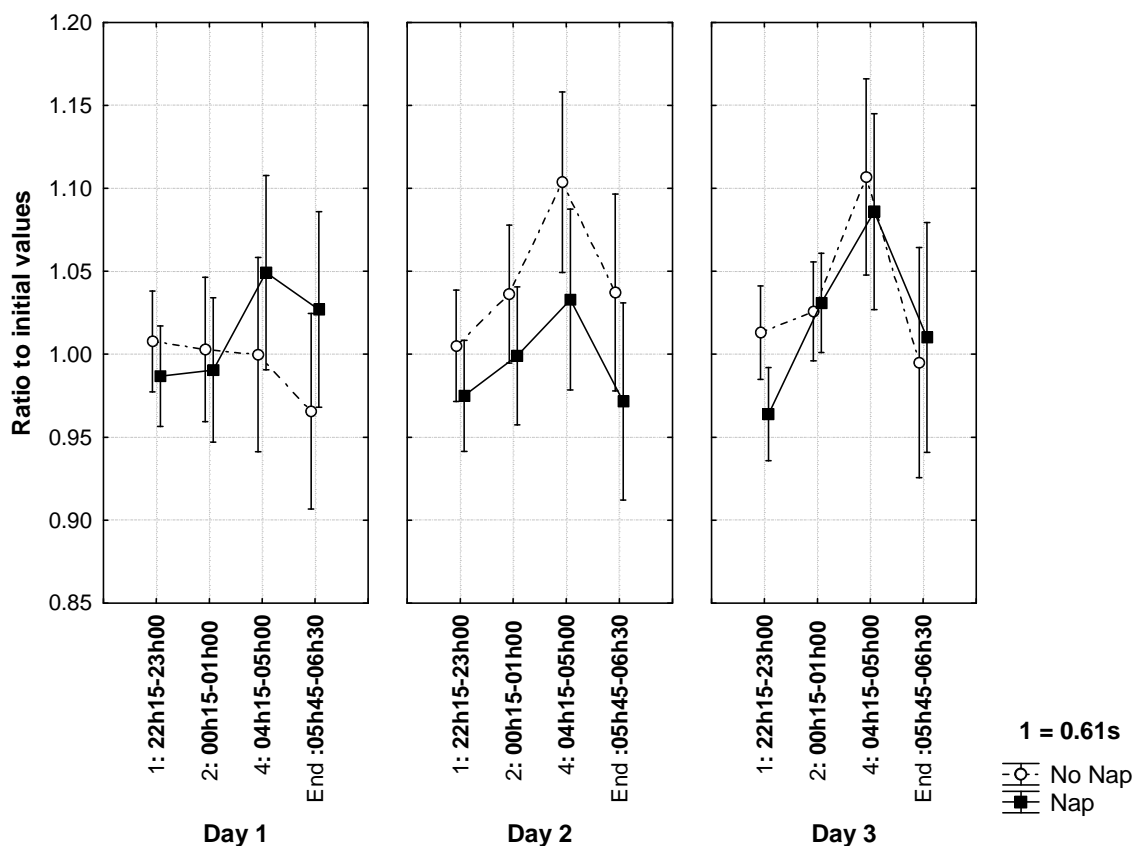 Ratio to initial values
1.20
1.15
1.10
1.05
1.00
0.95
0.90
0.85
1: 22h15-23h00
2: 00h15-01h00
4: 04h15-05h00
End :05h45-06h30
Day 1
1: 22h15-23h00
2: 00h15-01h00
4: 04h15-05h00
End :05h45-06h30
Day 2
1: 22h15-23h00
2: 00h15-01h00
4: 04h15-05h00
End :05h45-06h30
Day 3
1 = 0.61s
No Nap
Nap